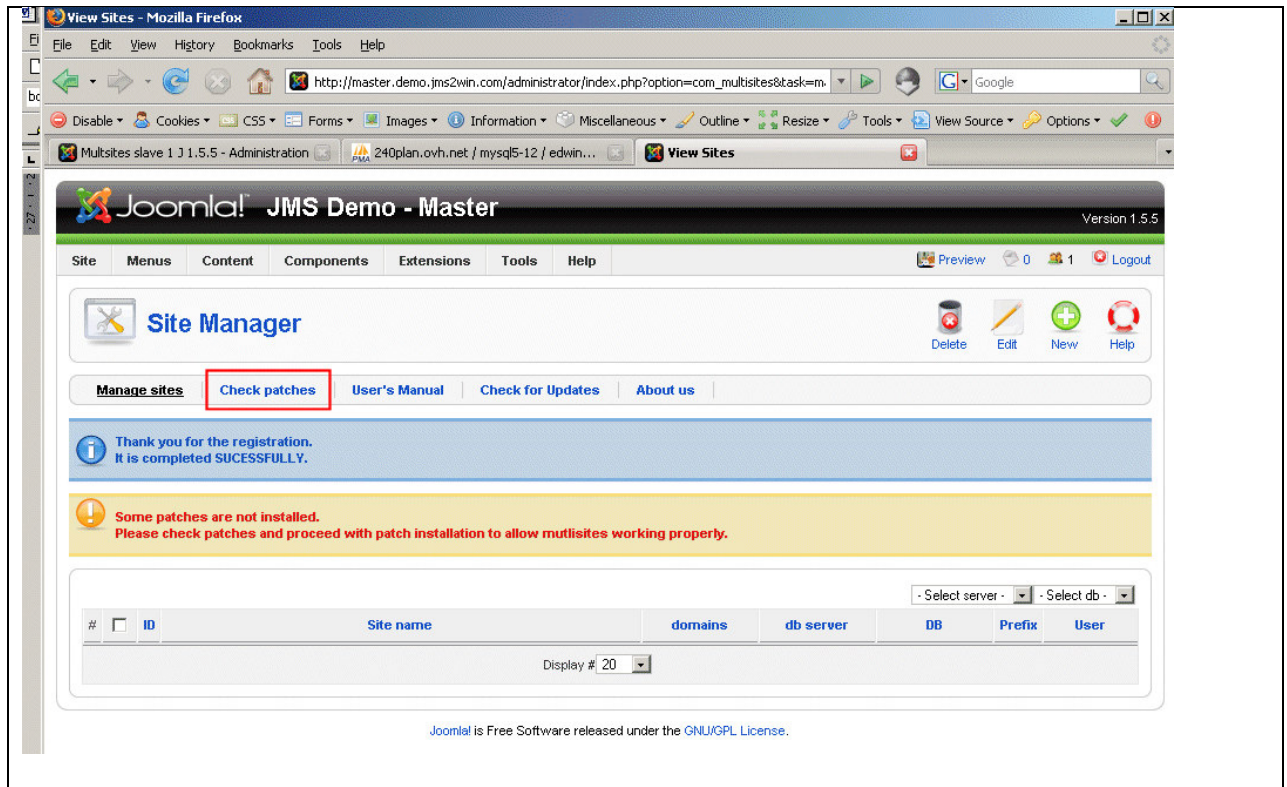 View Sites - Mozilla Firefox
File Edit View History Bookmarks Tools Help
http://master.demo.jms2win.com/administrator/index.php?option=com_multisites&task=m. Google
Disable Cookies CSS Forms Images Information Miscellaneous Outline Resize Tools View Source Options
Multsites slave 1 J 1.5.5 - Administration 240plan.ovh.net / mysql5-12 / edwin... View Sites
Joomla! JMS Demo - Master
Version 1.5.5
Site Menus Content Components Extensions Tools Help Preview 0 1 Logout
Site Manager
Delete Edit New Help
Manage sites Check patches User's Manual Check for Updates About us
Thank you for the registration.
It is completed SUCESSFULLY.
Some patches are not installed.
Please check patches and proceed with patch installation to allow mutlisites working properly.
- Select server - - Select db -
# ID Site name domains db server DB Prefix User
Display # 20
Joomla! is Free Software released under the GNU/GPL License.